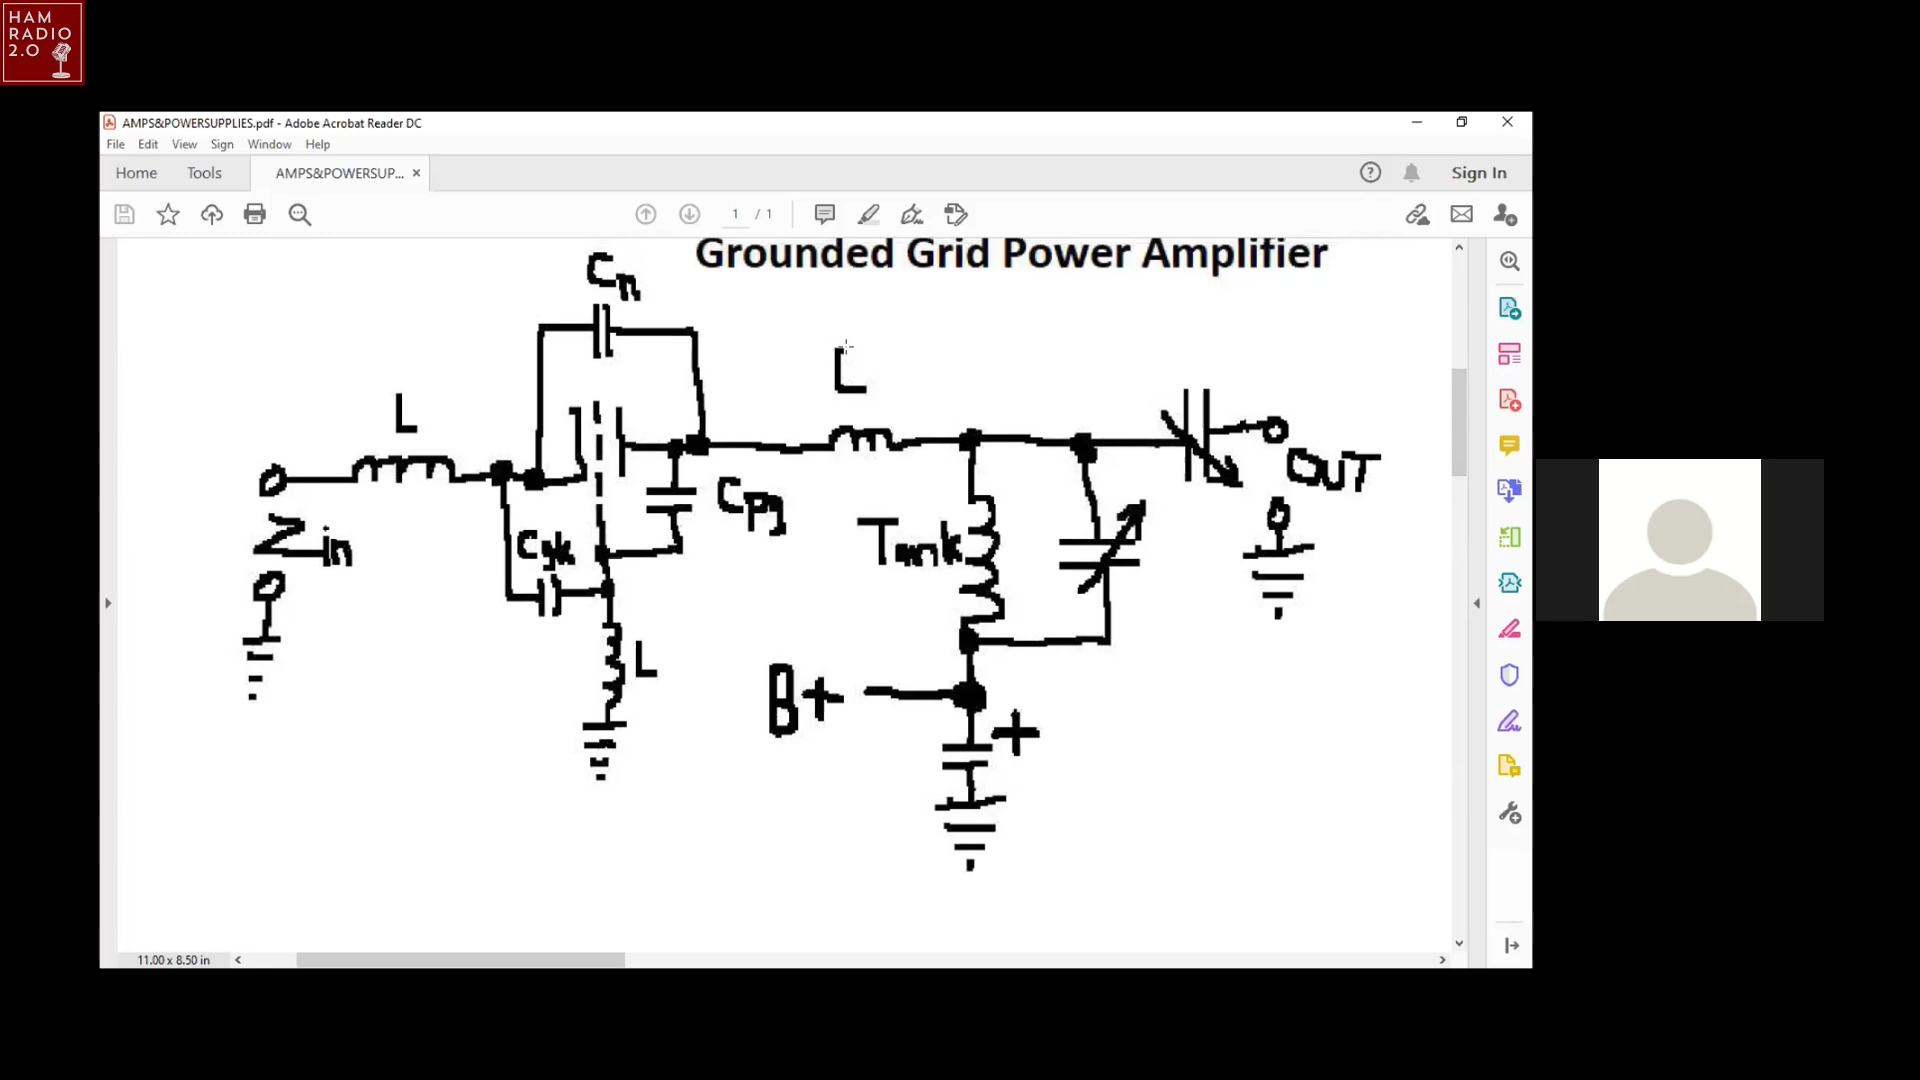 HAM
RADIO
2.0
AMPS&POWERSUPPLIES.pdf - Adobe Acrobat Reader DC
File Edit View Sign Window Help
Home Tools AMPS&POWERSUP... ×
? Sign In
1 / 1
Grounded Grid Power Amplifier
Cn
L
L
OUT
Cpg
Tank
Zin
Cgk
L
B+
+
11.00 x 8.50 in